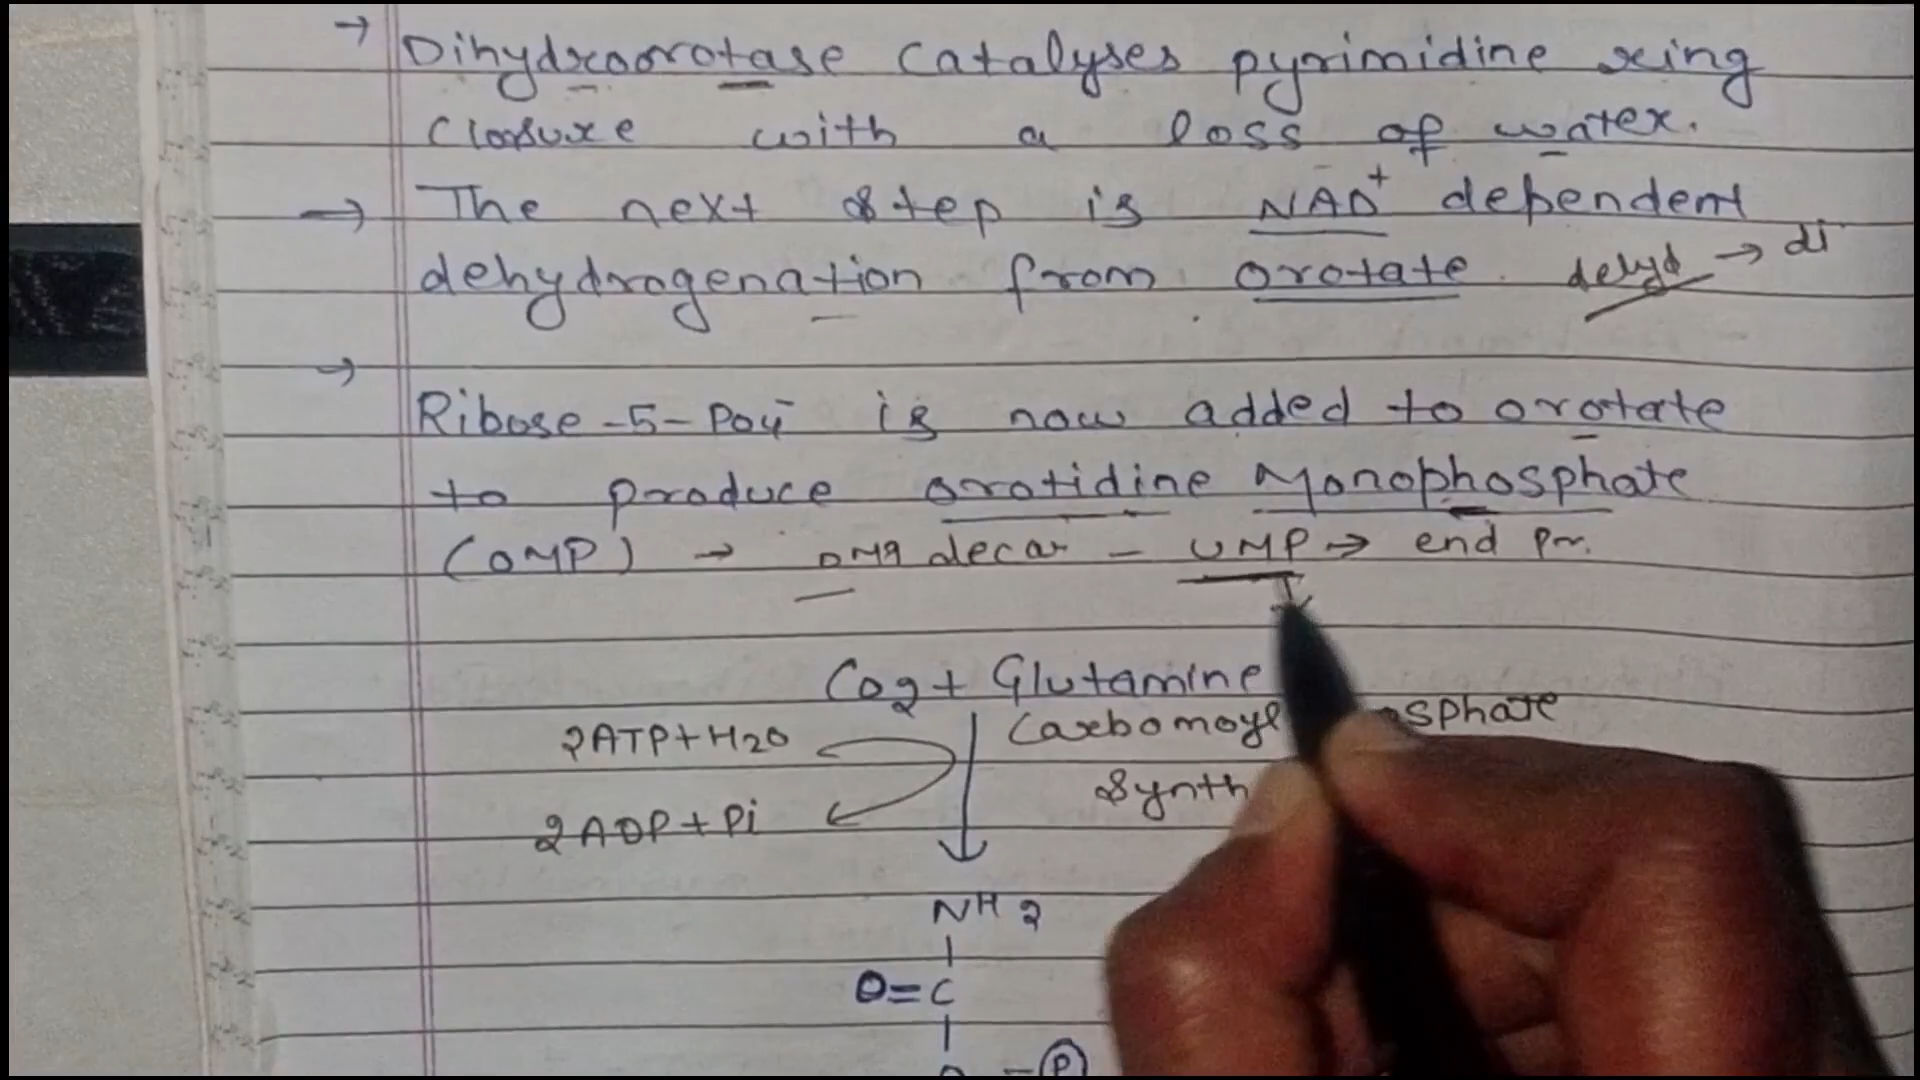 → Dihydroorotase catalyses pyrimidine ring
closure with a loss of water.
→ The next step is NAD+ dependent
dehydrogenation from orotate. dehyd → di
→ Ribose-5-Po4- is now added to orotate
to produce orotidine Monophosphate
(OMP) → OMP decar - UMP → end Pr.
Co2 + Glutamine
2ATP + H2O
Synth
2ADP + Pi
NH2
O=C
P